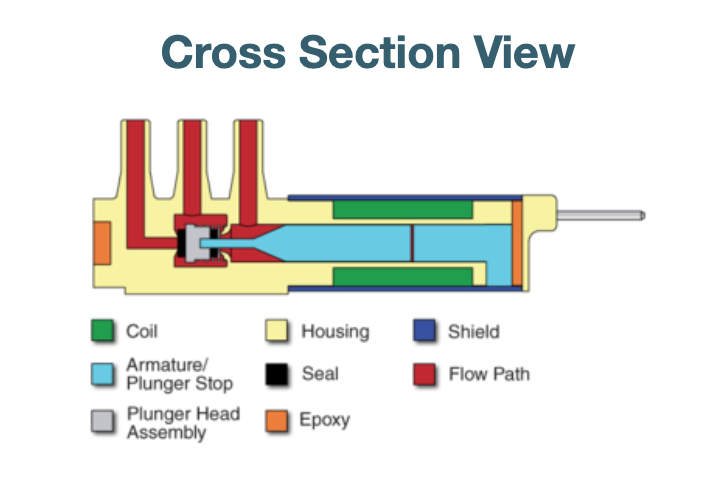 Cross Section View
Coil
Housing
Shield
Armature/
Plunger Stop
Seal
Flow Path
Plunger Head
Assembly
Epoxy